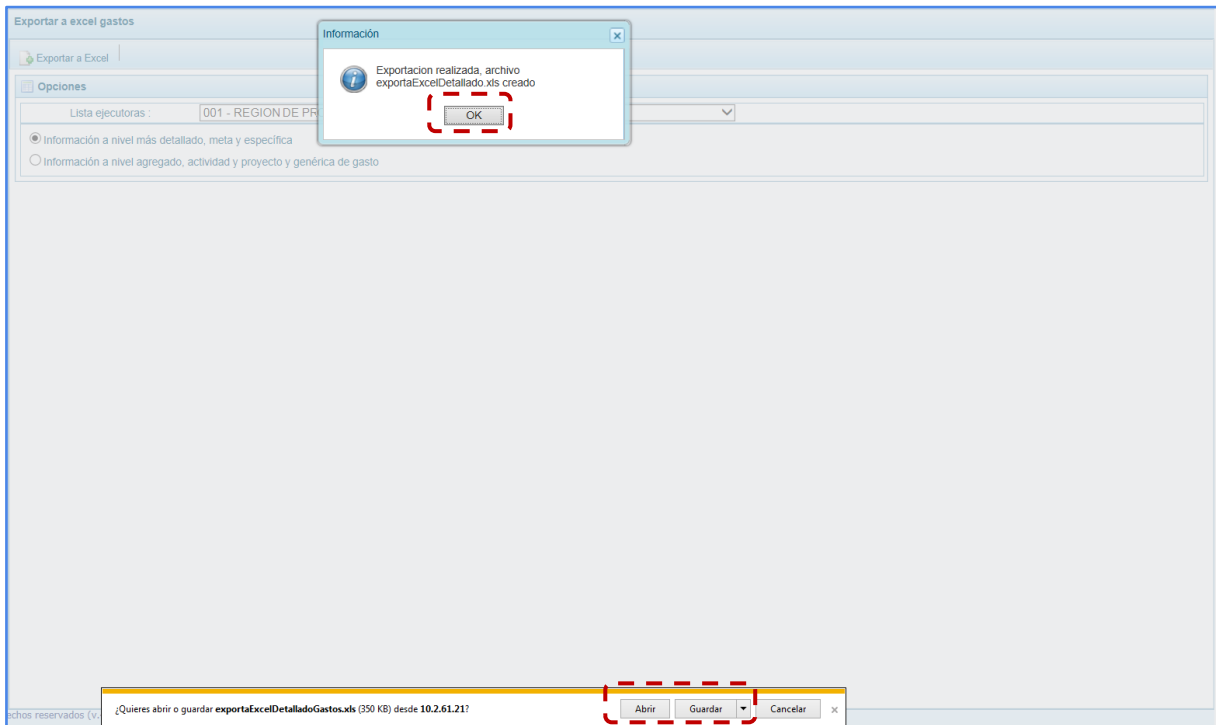 Exportar a excel gastos
Información
Exportar a Excel
Exportacion realizada, archivo
exportaExcelDetallado.xls creado
OK
Opciones
Lista ejecutoras :
001 - REGION DE
Información a nivel más detallado, meta y específica
Información a nivel agregado, actividad y proyecto y genérica de gasto
¿Quieres abrir o guardar exportaExcelDetalladoGastos.xls (350 KB) desde 10.2.61.21?
Abrir
Guardar
Cancelar
reservados (v.